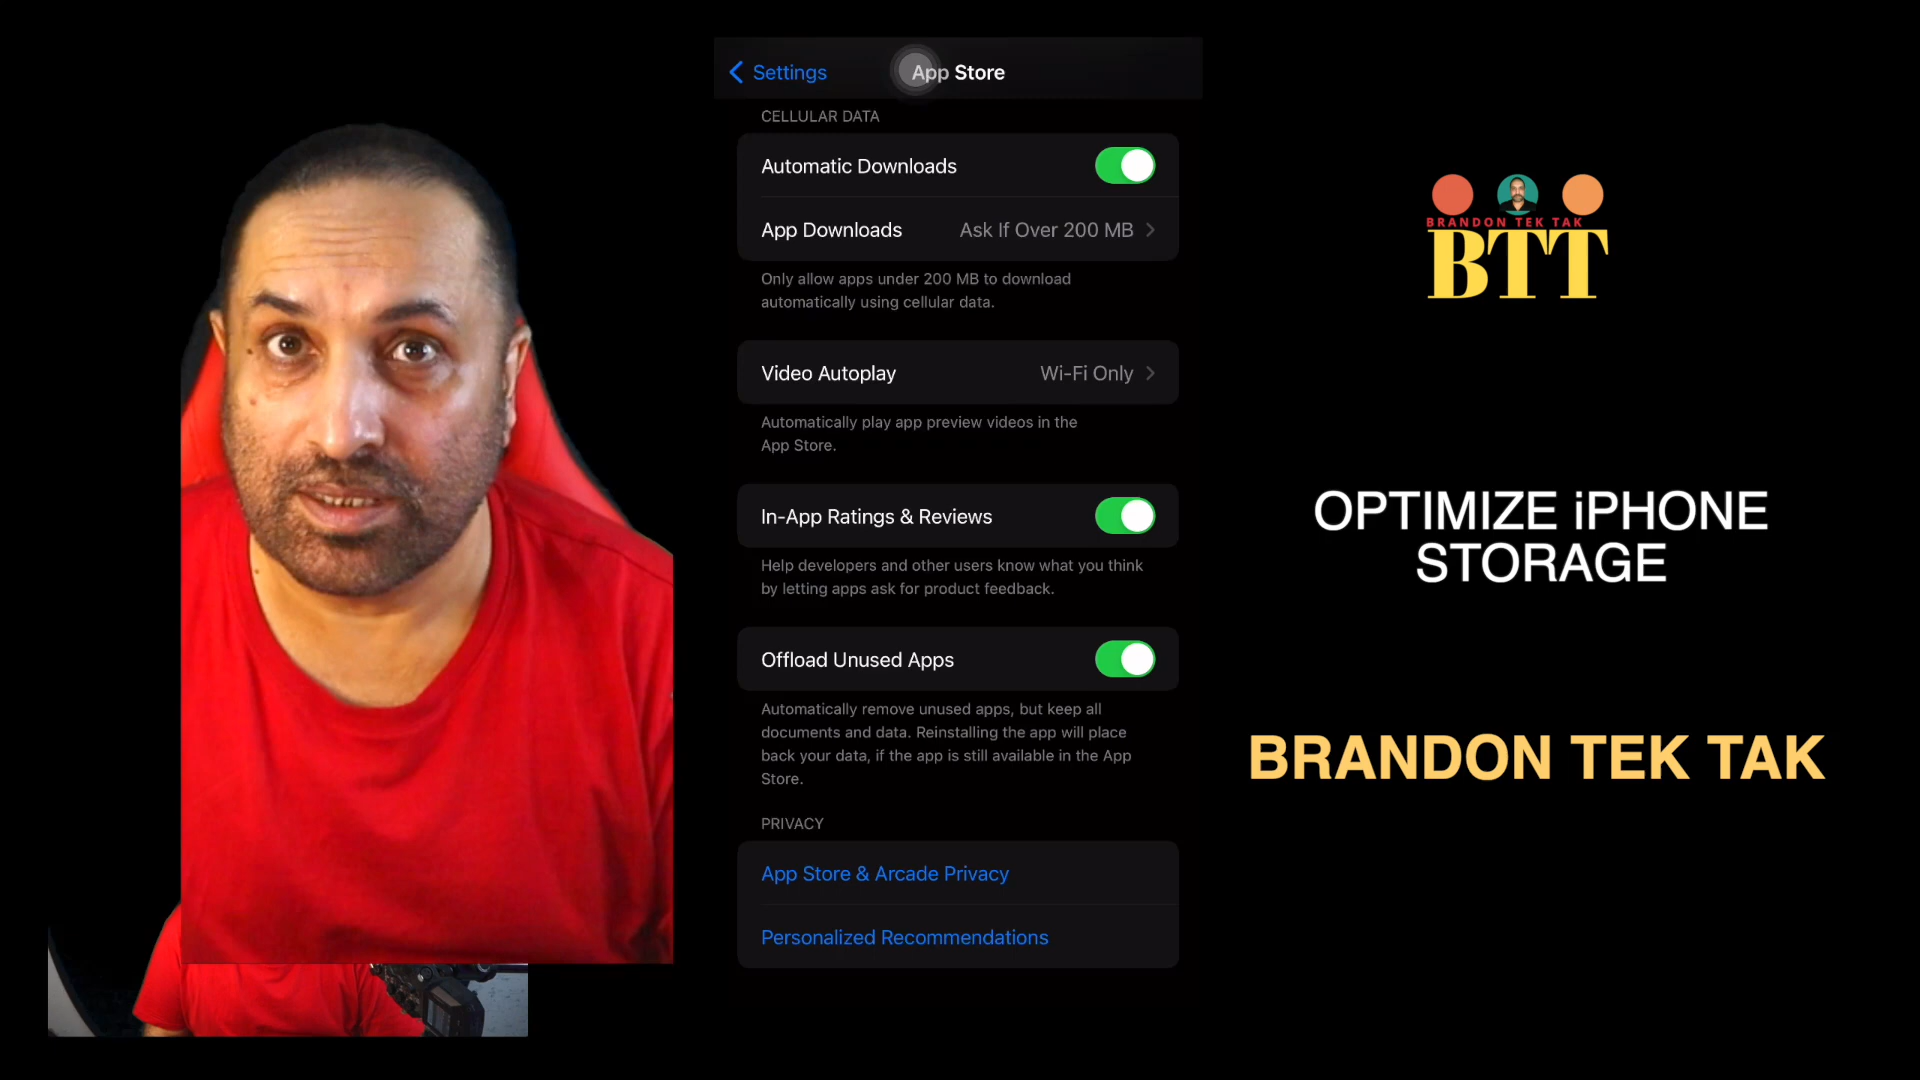 Settings
App Store
CELLULAR DATA
Automatic Downloads
App Downloads Ask If Over 200 MB
Only allow apps under 200 MB to download
automatically using cellular data.
Video Autoplay Wi-Fi Only
Automatically play app preview videos in the
App Store.
In-App Ratings & Reviews
Help developers and other users know what you think
by letting apps ask for product feedback.
Offload Unused Apps
Automatically remove unused apps, but keep all
documents and data. Reinstalling the app will place
back your data, if the app is still available in the App
Store.
PRIVACY
App Store & Arcade Privacy
Personalized Recommendations
BRANDON TEK TAK
BTT
OPTIMIZE iPHONE
STORAGE
BRANDON TEK TAK